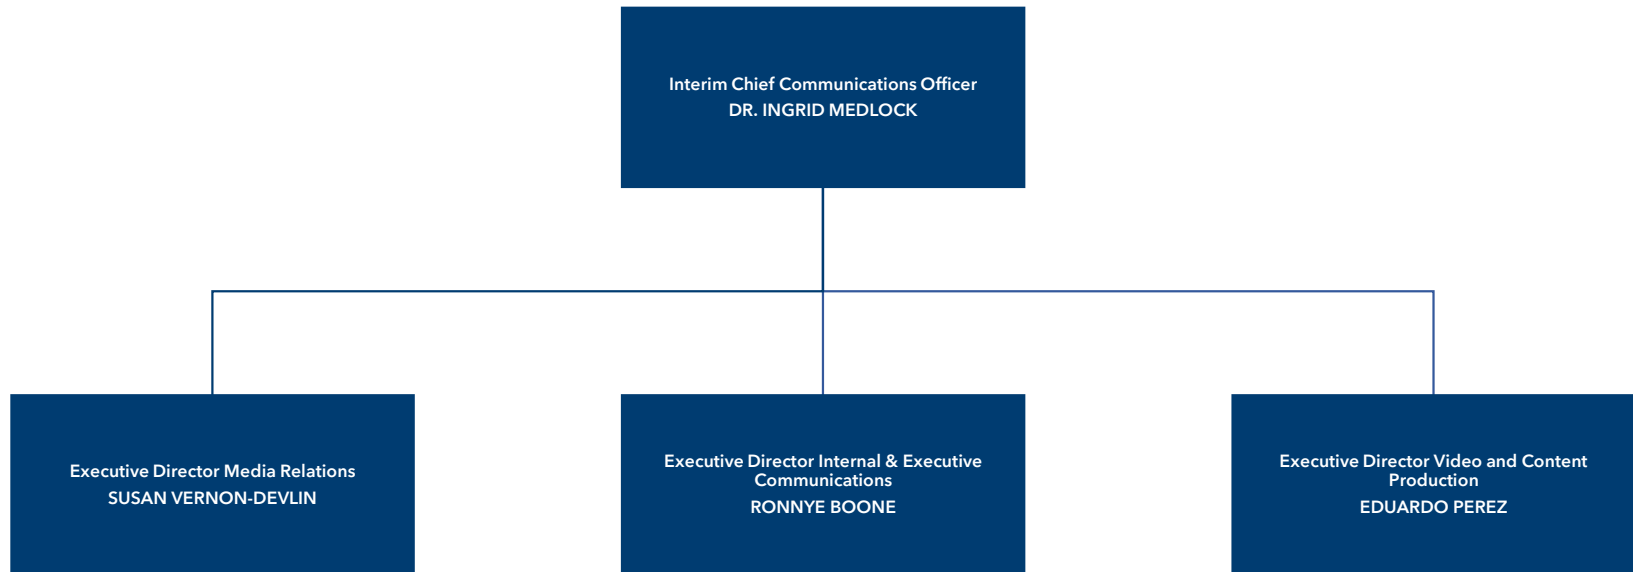 Interim Chief Communications Officer
DR. INGRID MEDLOCK
Executive Director Media Relations
SUSAN VERNON-DEVLIN
Executive Director Internal & Executive
Communications
RONNYE BOONE
Executive Director Video and Content
Production
EDUARDO PEREZ